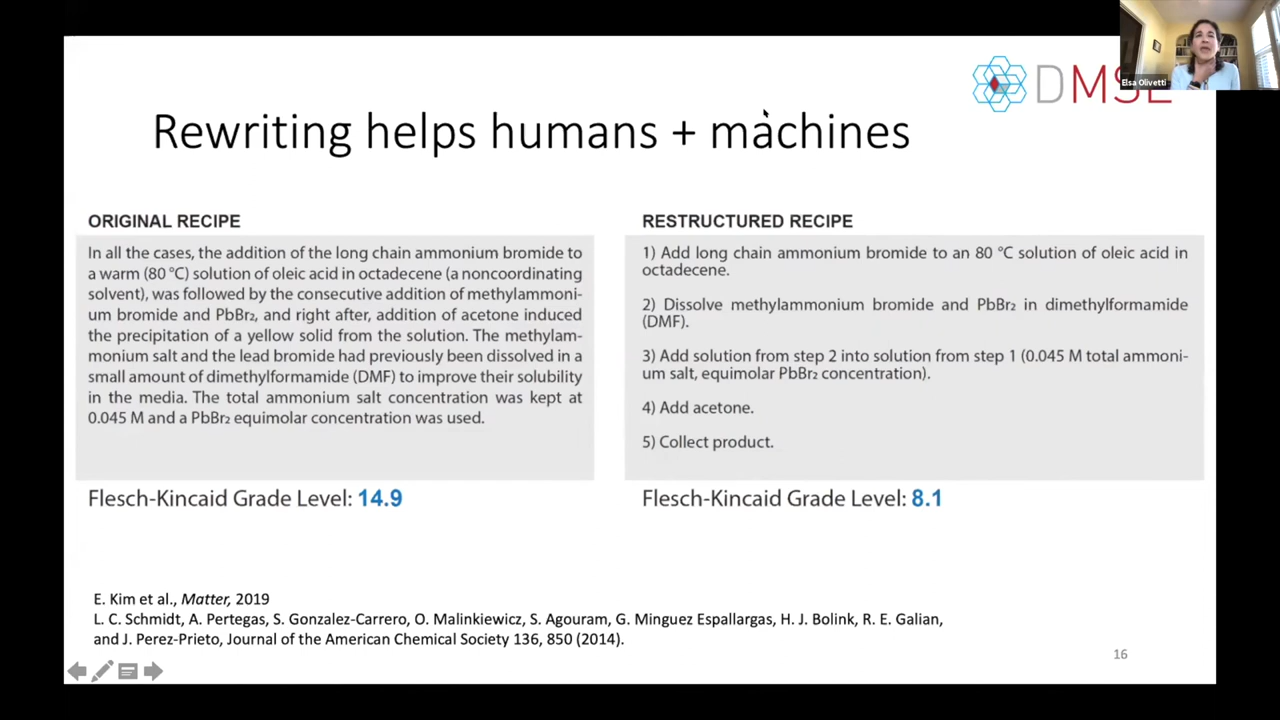 Elsa Olivetti
DMSE
Rewriting helps humans + machines
ORIGINAL RECIPE
In all the cases, the addition of the long chain ammonium bromide to
a warm (80 °C) solution of oleic acid in octadecene (a noncoordinating
solvent), was followed by the consecutive addition of methylammoni-
um bromide and PbBr₂, and right after, addition of acetone induced
the precipitation of a yellow solid from the solution. The methylam-
monium salt and the lead bromide had previously been dissolved in a
small amount of dimethylformamide (DMF) to improve their solubility
in the media. The total ammonium salt concentration was kept at
0.045 M and a PbBr₂ equimolar concentration was used.
Flesch-Kincaid Grade Level: 14.9
RESTRUCTURED RECIPE
1) Add long chain ammonium bromide to an 80 °C solution of oleic acid in
octadecene.
2) Dissolve methylammonium bromide and PbBr₂ in dimethylformamide
(DMF).
3) Add solution from step 2 into solution from step 1 (0.045 M total ammoni-
um salt, equimolar PbBr₂ concentration).
4) Add acetone.
5) Collect product.
Flesch-Kincaid Grade Level: 8.1
E. Kim et al., Matter, 2019
L. C. Schmidt, A. Pertegas, S. Gonzalez-Carrero, O. Malinkiewicz, S. Agouram, G. Minguez Espallargas, H. J. Bolink, R. E. Galian,
and J. Perez-Prieto, Journal of the American Chemical Society 136, 850 (2014).
16